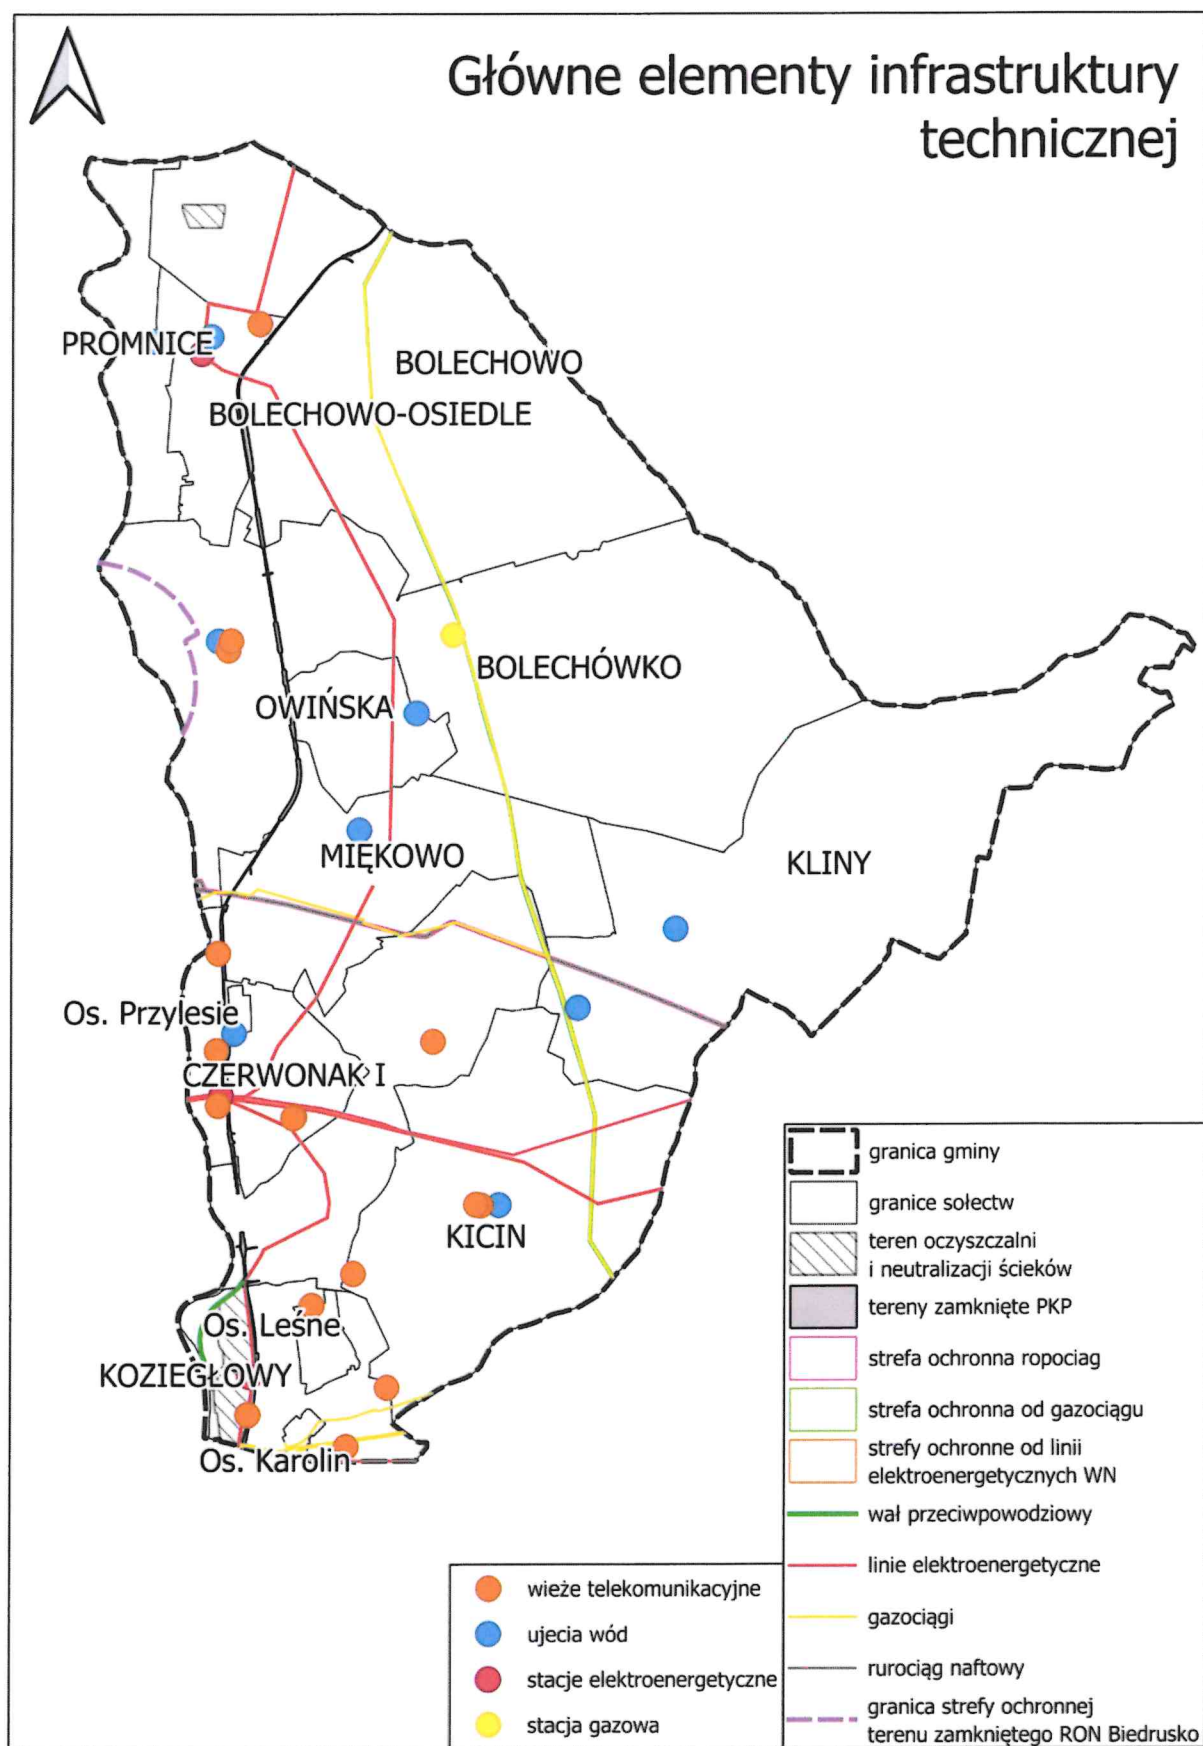 Główne elementy infrastruktury
technicznej
PROMNICE
BOLECHOWO
BOLECHOWO-OSIEDLE
BOLECHÓWKO
OWIŃSKA
MIĘKOWO
KLINY
Os. Przylesie
CZERWONAK I
KICIN
Os. Leśne
KOZIEGŁOWY
Os. Karolin
granica gminy
granice sołectw
teren oczyszczalni
i neutralizacji ścieków
tereny zamknięte PKP
strefa ochronna ropociag
strefa ochronna od gazociągu
strefy ochronne od linii
elektroenergetycznych WN
wał przeciwpowodziowy
linie elektroenergetyczne
gazociągi
rurociąg naftowy
granica strefy ochronnej
terenu zamkniętego RON Biedrusko
wieże telekomunikacyjne
ujecia wód
stacje elektroenergetyczne
stacja gazowa